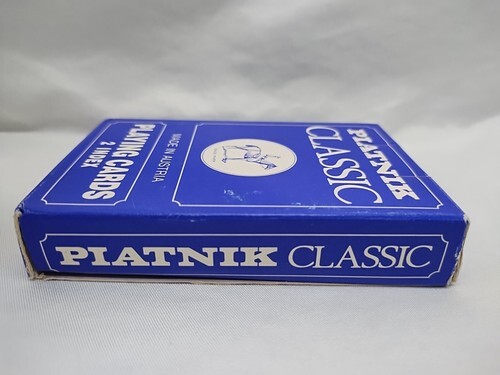 PIATNIK
CLASSIC
MADE IN AUSTRIA
PLAYING CARDS
2 INDEX
PIATNIK CLASSIC